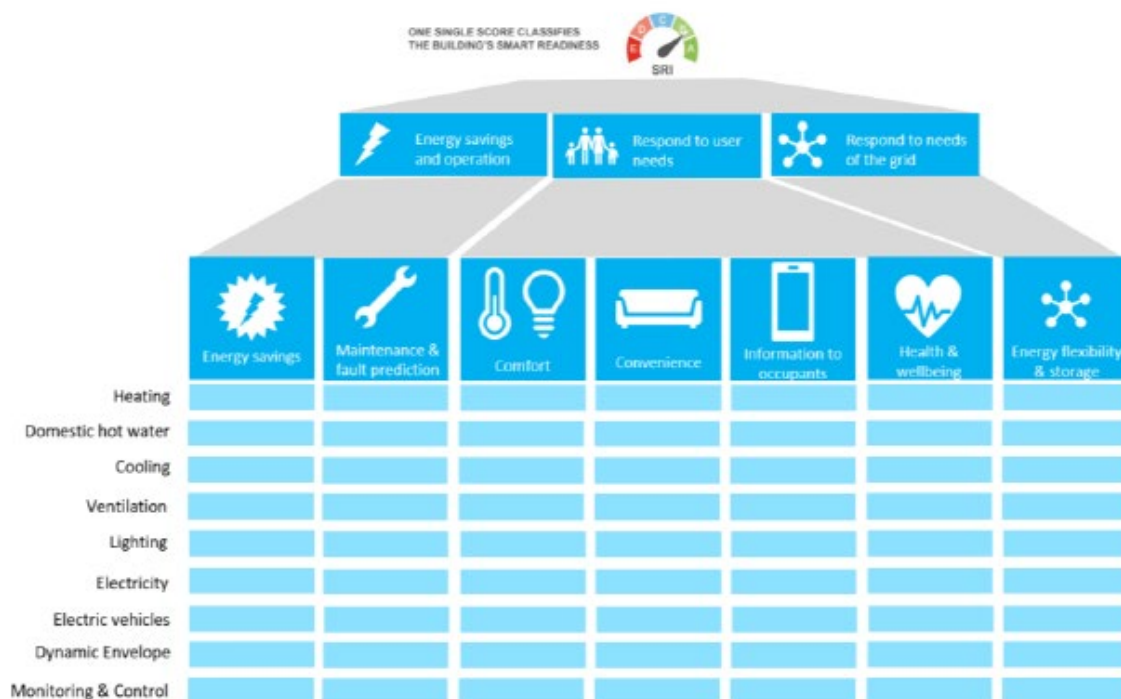 ONE SINGLE SCORE CLASSIFIES
THE BUILDING'S SMART READINESS
E D C B A
SRI
Energy savings
and operation
Respond to user
needs
Respond to needs
of the grid
Energy savings
Maintenance &
fault prediction
Comfort
Convenience
Information to
occupants
Health &
wellbeing
Energy flexibility
& storage
Heating
Domestic hot water
Cooling
Ventilation
Lighting
Electricity
Electric vehicles
Dynamic Envelope
Monitoring & Control